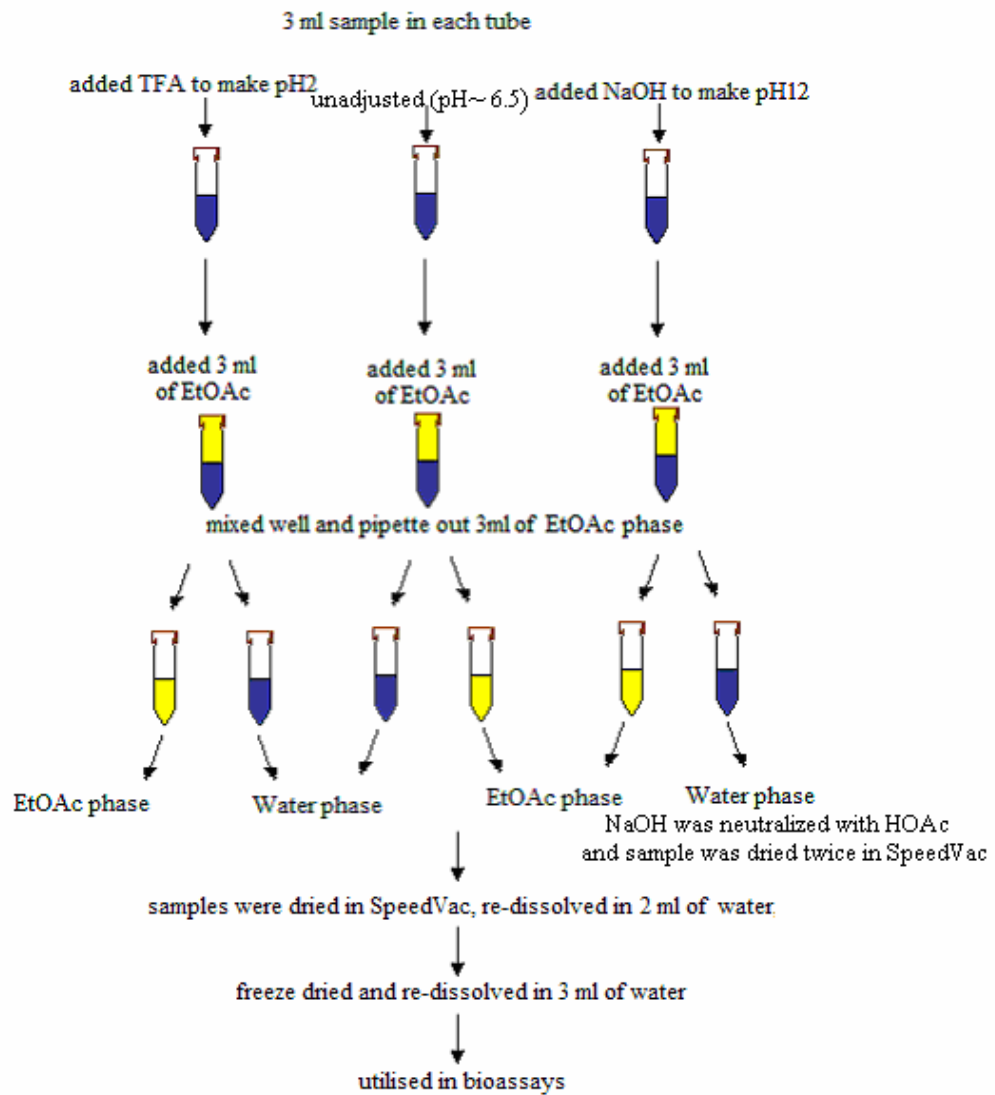 3 ml sample in each tube
added TFA to make pH2
unadjusted (pH~ 6.5)
added NaOH to make pH12
added 3 ml
of EtOAc
added 3 ml
of EtOAc
added 3 ml
of EtOAc
mixed well and pipette out 3ml of EtOAc phase
EtOAc phase
Water phase
EtOAc phase
Water phase
NaOH was neutralized with HOAc
and sample was dried twice in SpeedVac
samples were dried in SpeedVac, re-dissolved in 2 ml of water,
freeze dried and re-dissolved in 3 ml of water
utilised in bioassays